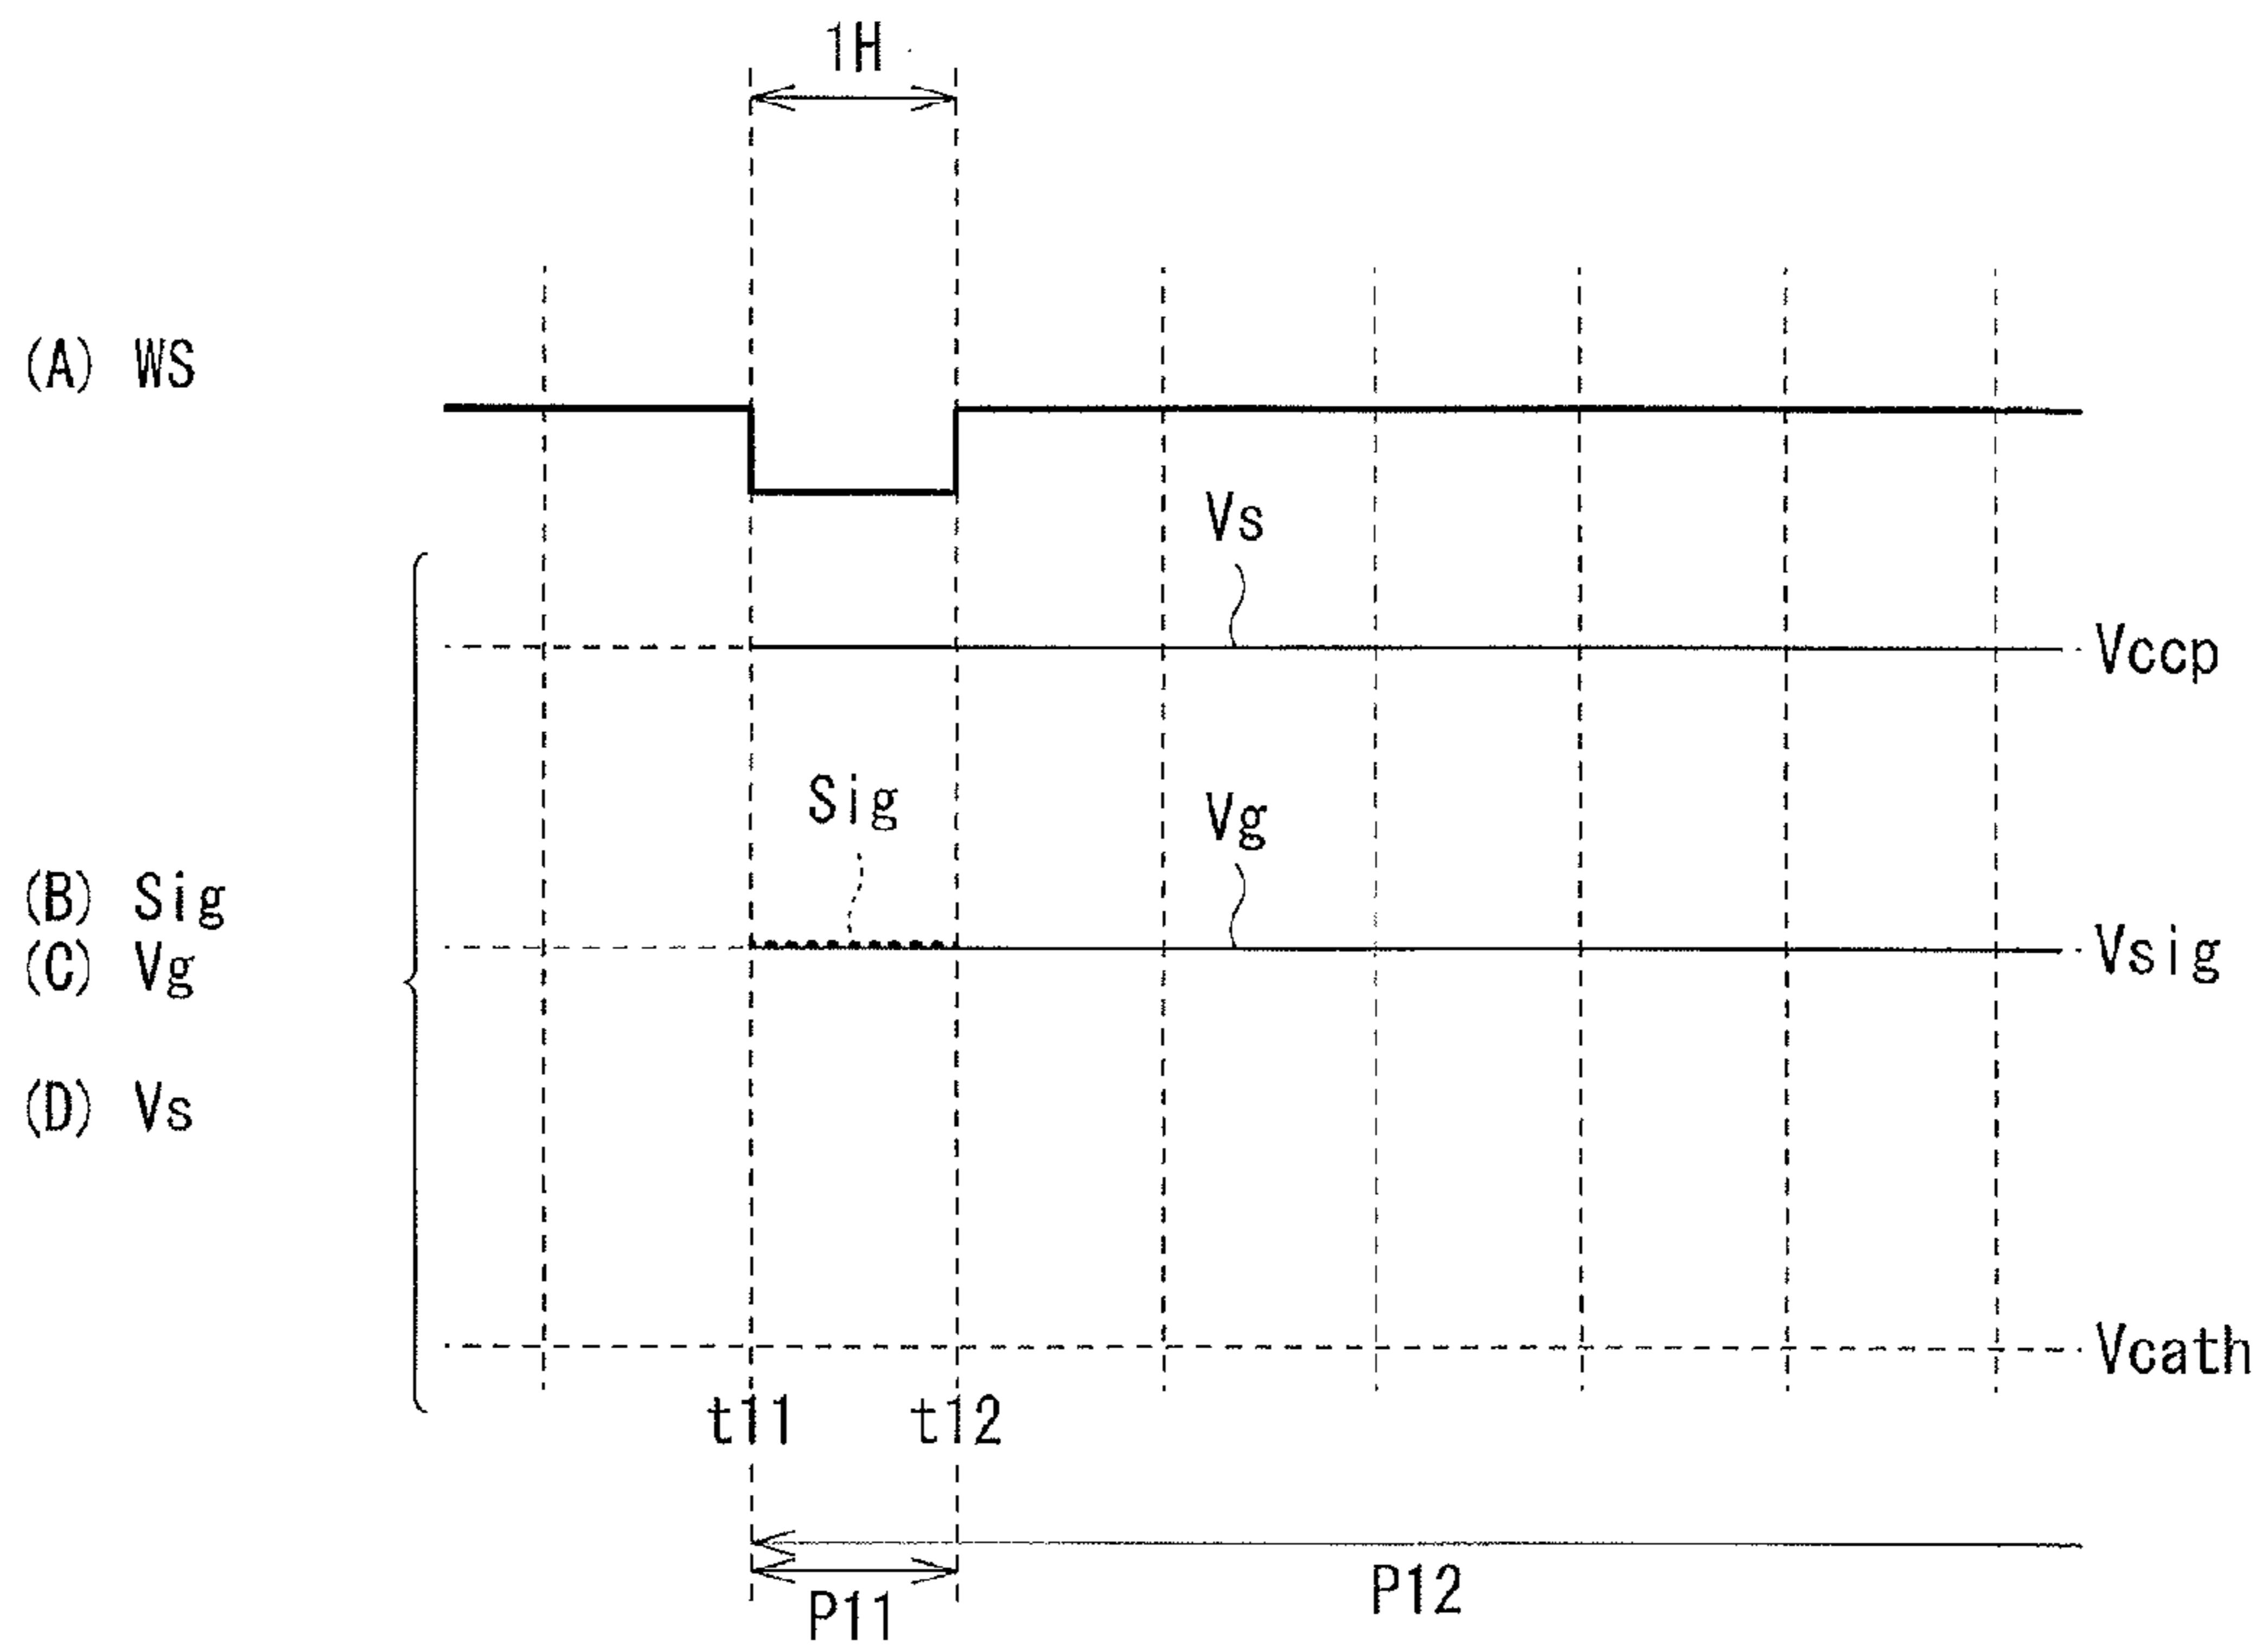 1H
(A) WS
Vs
Vccp
Sig
Vg
(B) Sig
(C) Vg
Vsig
(D) Vs
Vcath
t11 t12
P12
P11